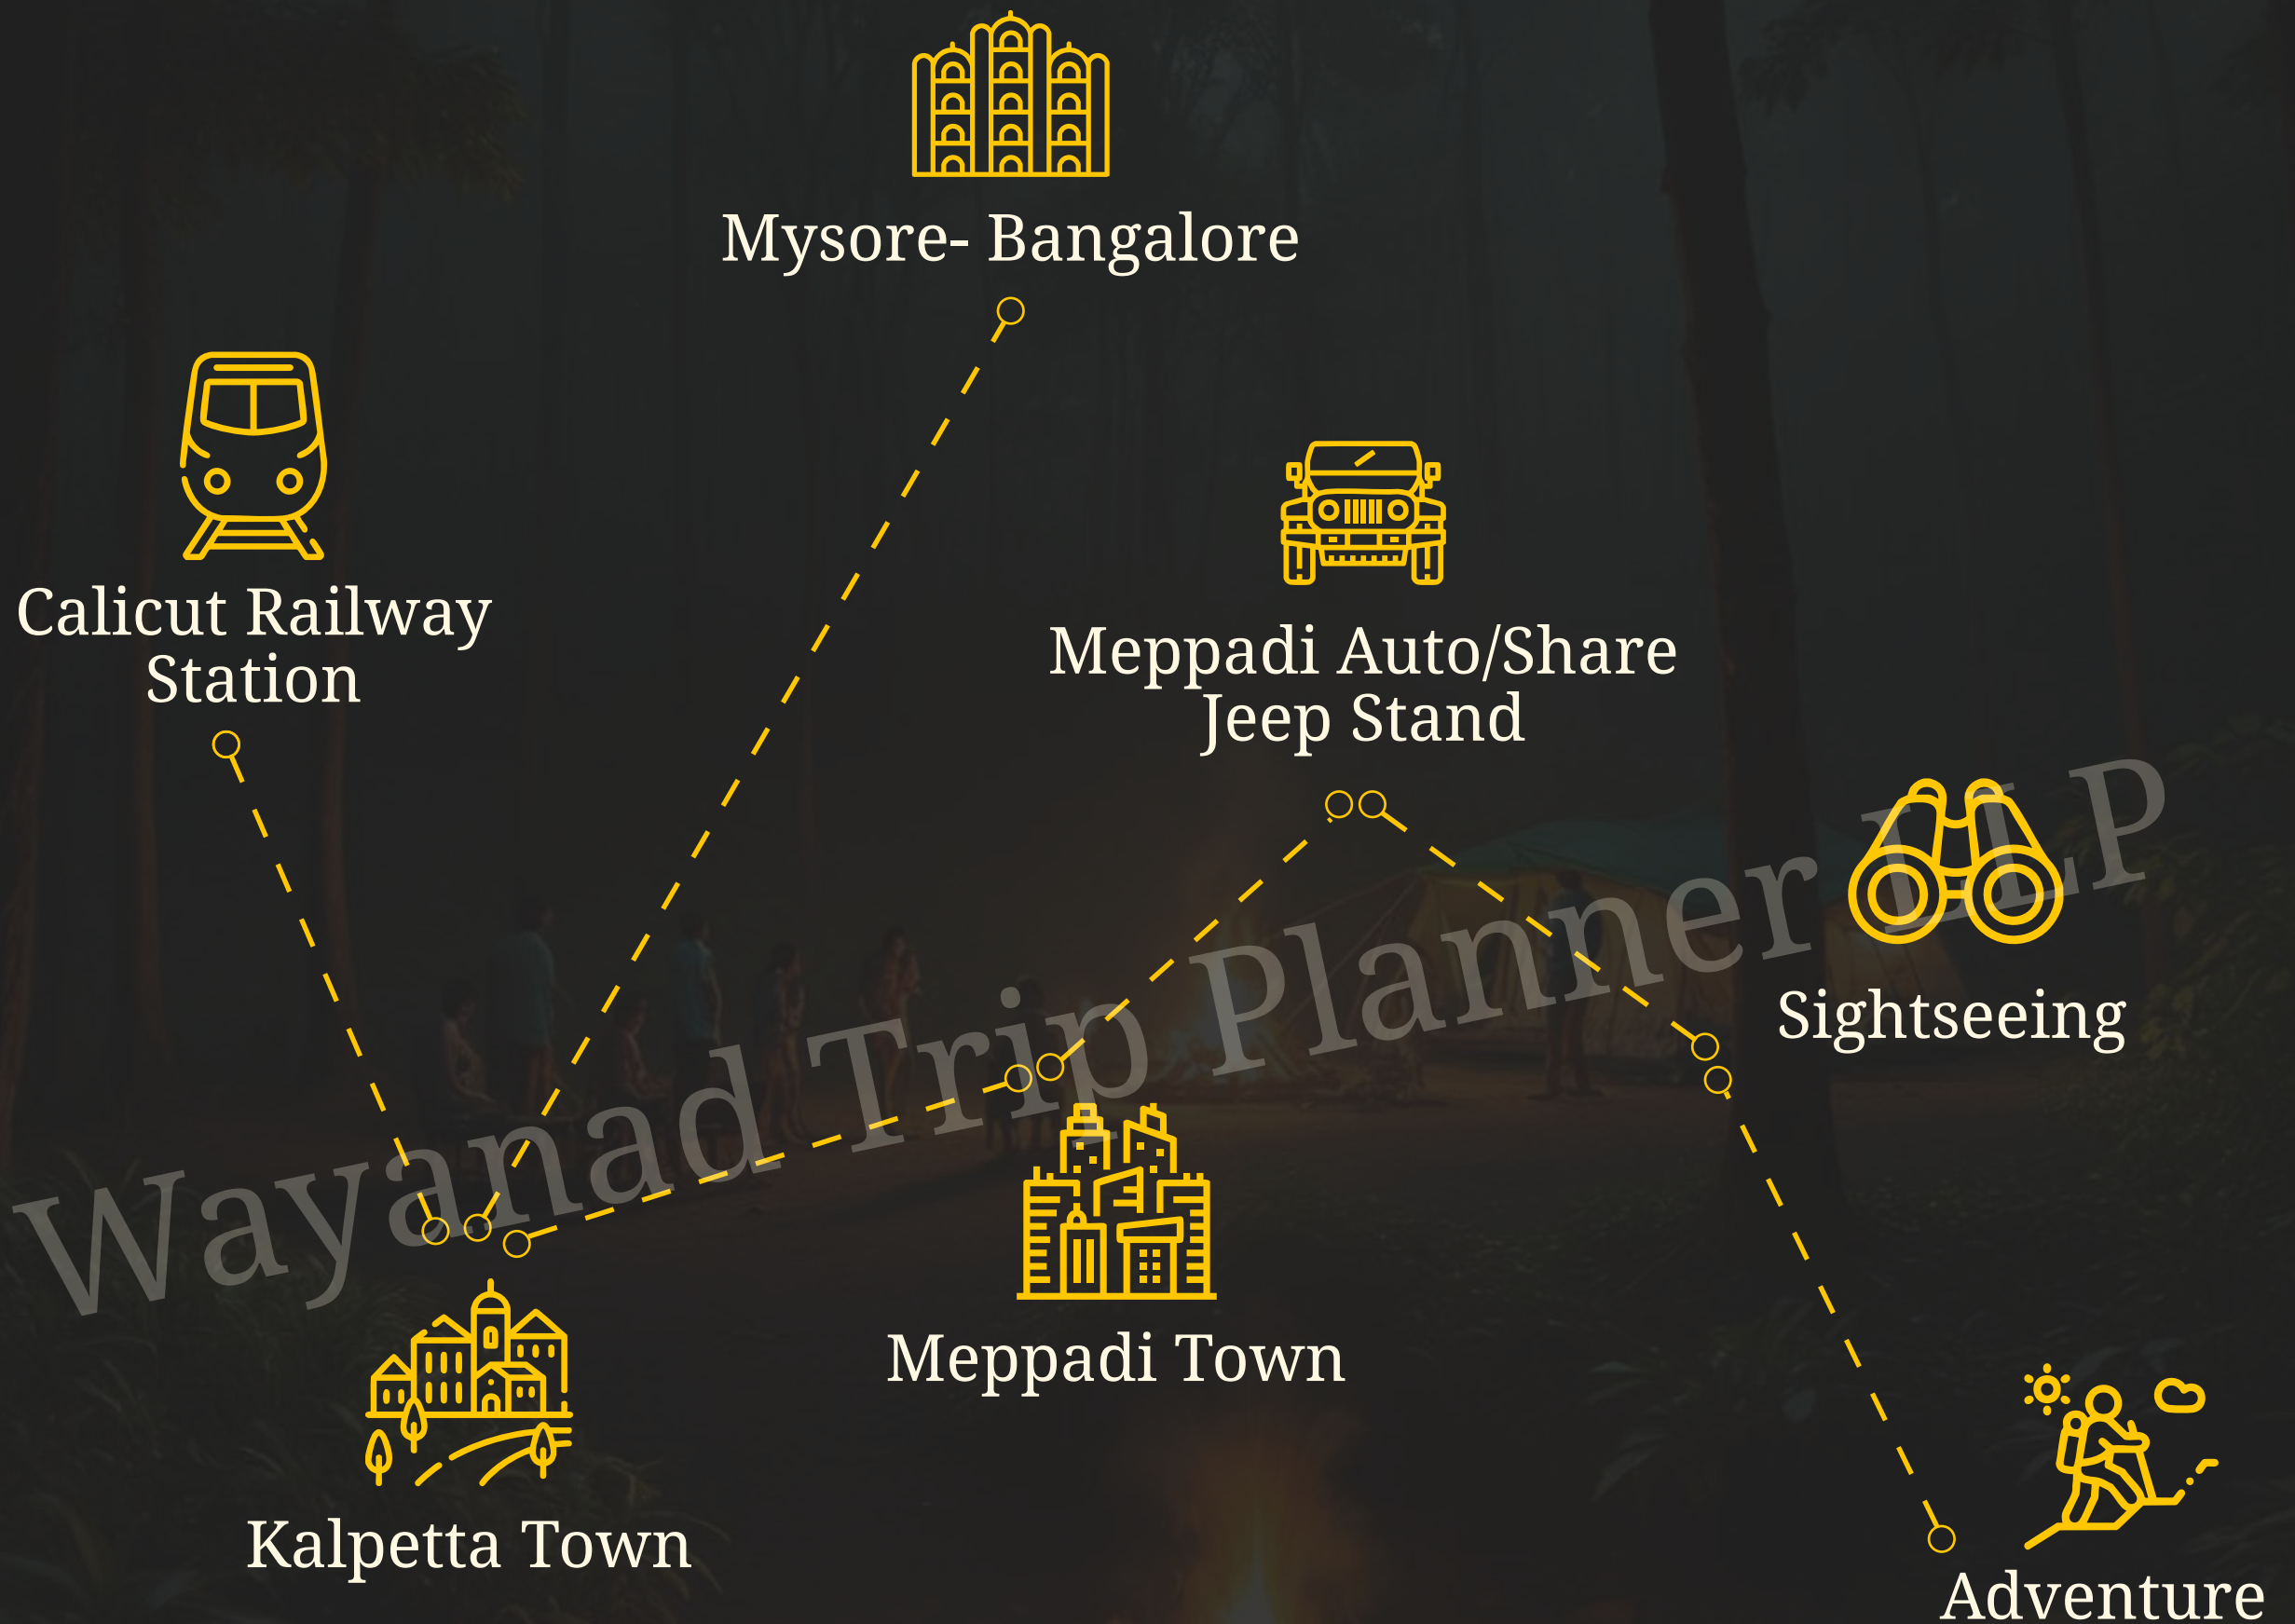 Mysore- Bangalore
Calicut Railway
Station
Meppadi Auto/Share
Jeep Stand
Sightseeing
Wayanad Trip Planner LLP
Meppadi Town
Kalpetta Town
Adventure